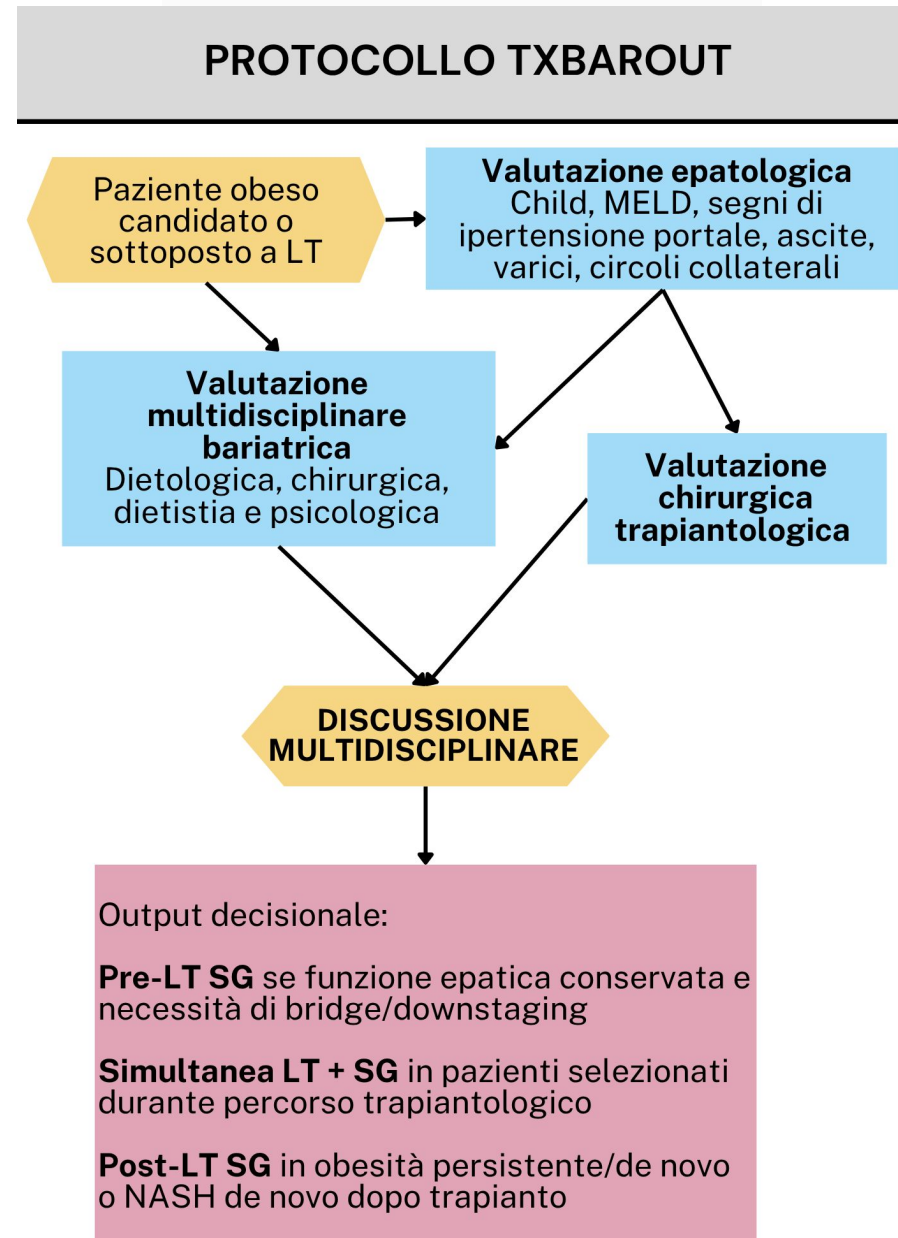 PROTOCOLLO TXBAROUT
Paziente obeso
candidato o
sottoposto a LT
Valutazione epatologica
Child, MELD, segni di
ipertensione portale, ascite,
varici, circoli collaterali
Valutazione
multidisciplinare
bariatrica
Dietologica, chirurgica,
dietistia e psicologica
Valutazione
chirurgica
trapiantologica
DISCUSSIONE
MULTIDISCIPLINARE
Output decisionale:
Pre-LT SG se funzione epatica conservata e
necessità di bridge/downstaging
Simultanea LT + SG in pazienti selezionati
durante percorso trapiantologico
Post-LT SG in obesità persistente/de novo
o NASH de novo dopo trapianto